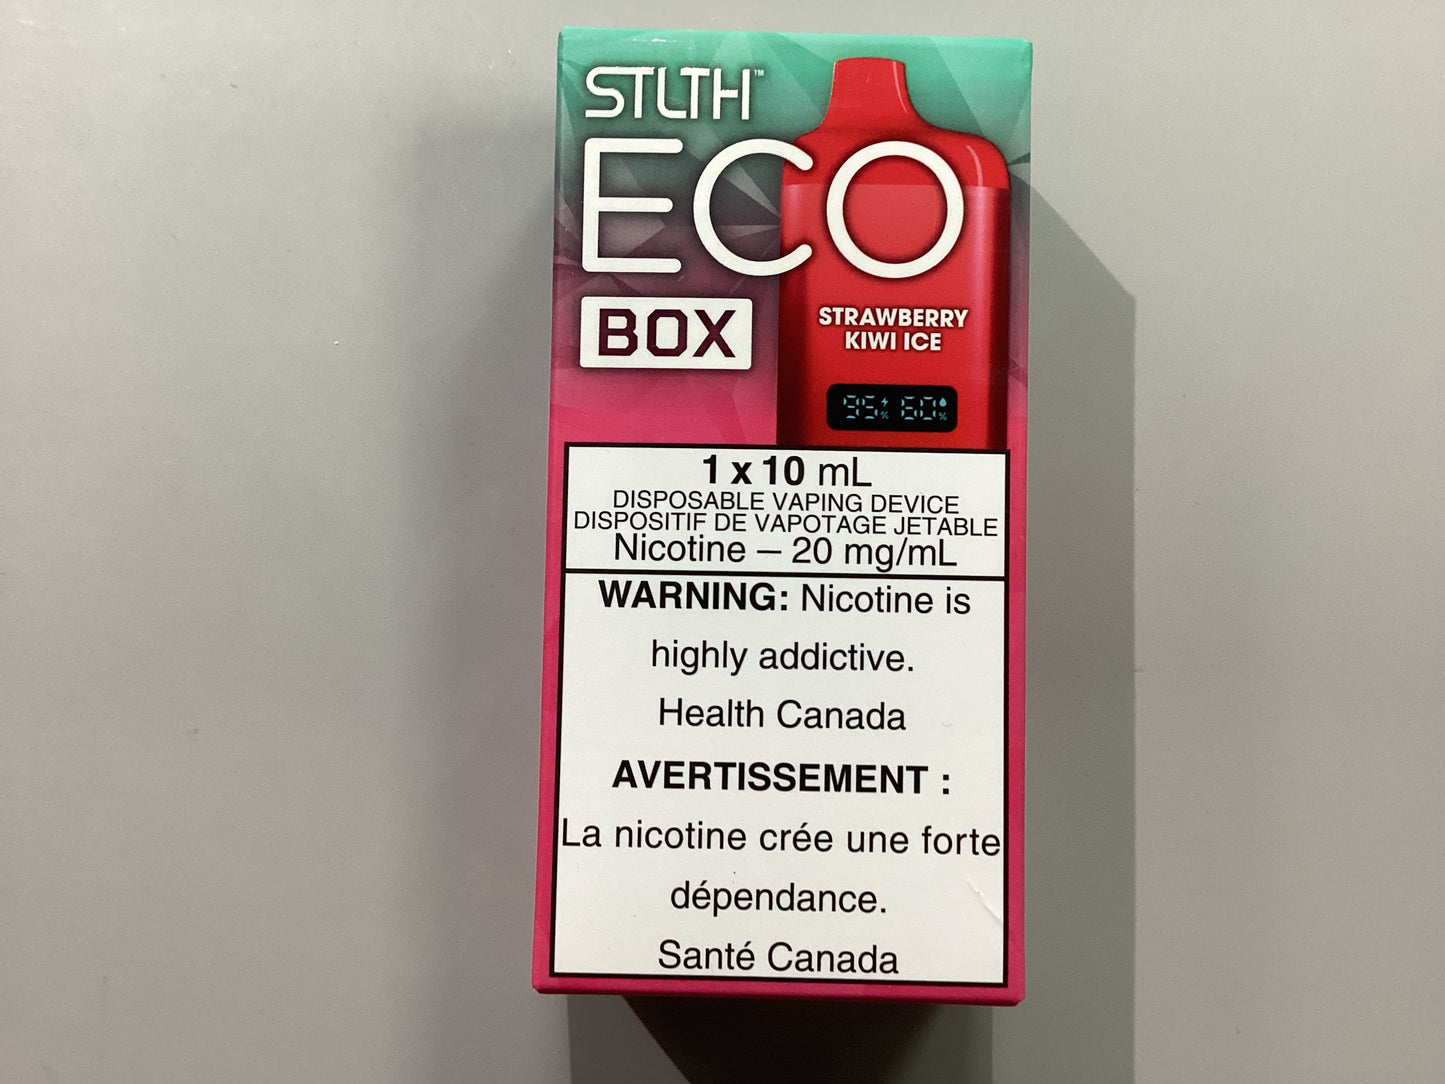 STLTH™
ECO
BOX
STRAWBERRY
KIWI ICE
95% 60%
1 x 10 mL
DISPOSABLE VAPING DEVICE
DISPOSITIF DE VAPOTAGE JETABLE
Nicotine – 20 mg/mL
WARNING: Nicotine is
highly addictive.
Health Canada
AVERTISSEMENT :
La nicotine crée une forte
dépendance.
Santé Canada